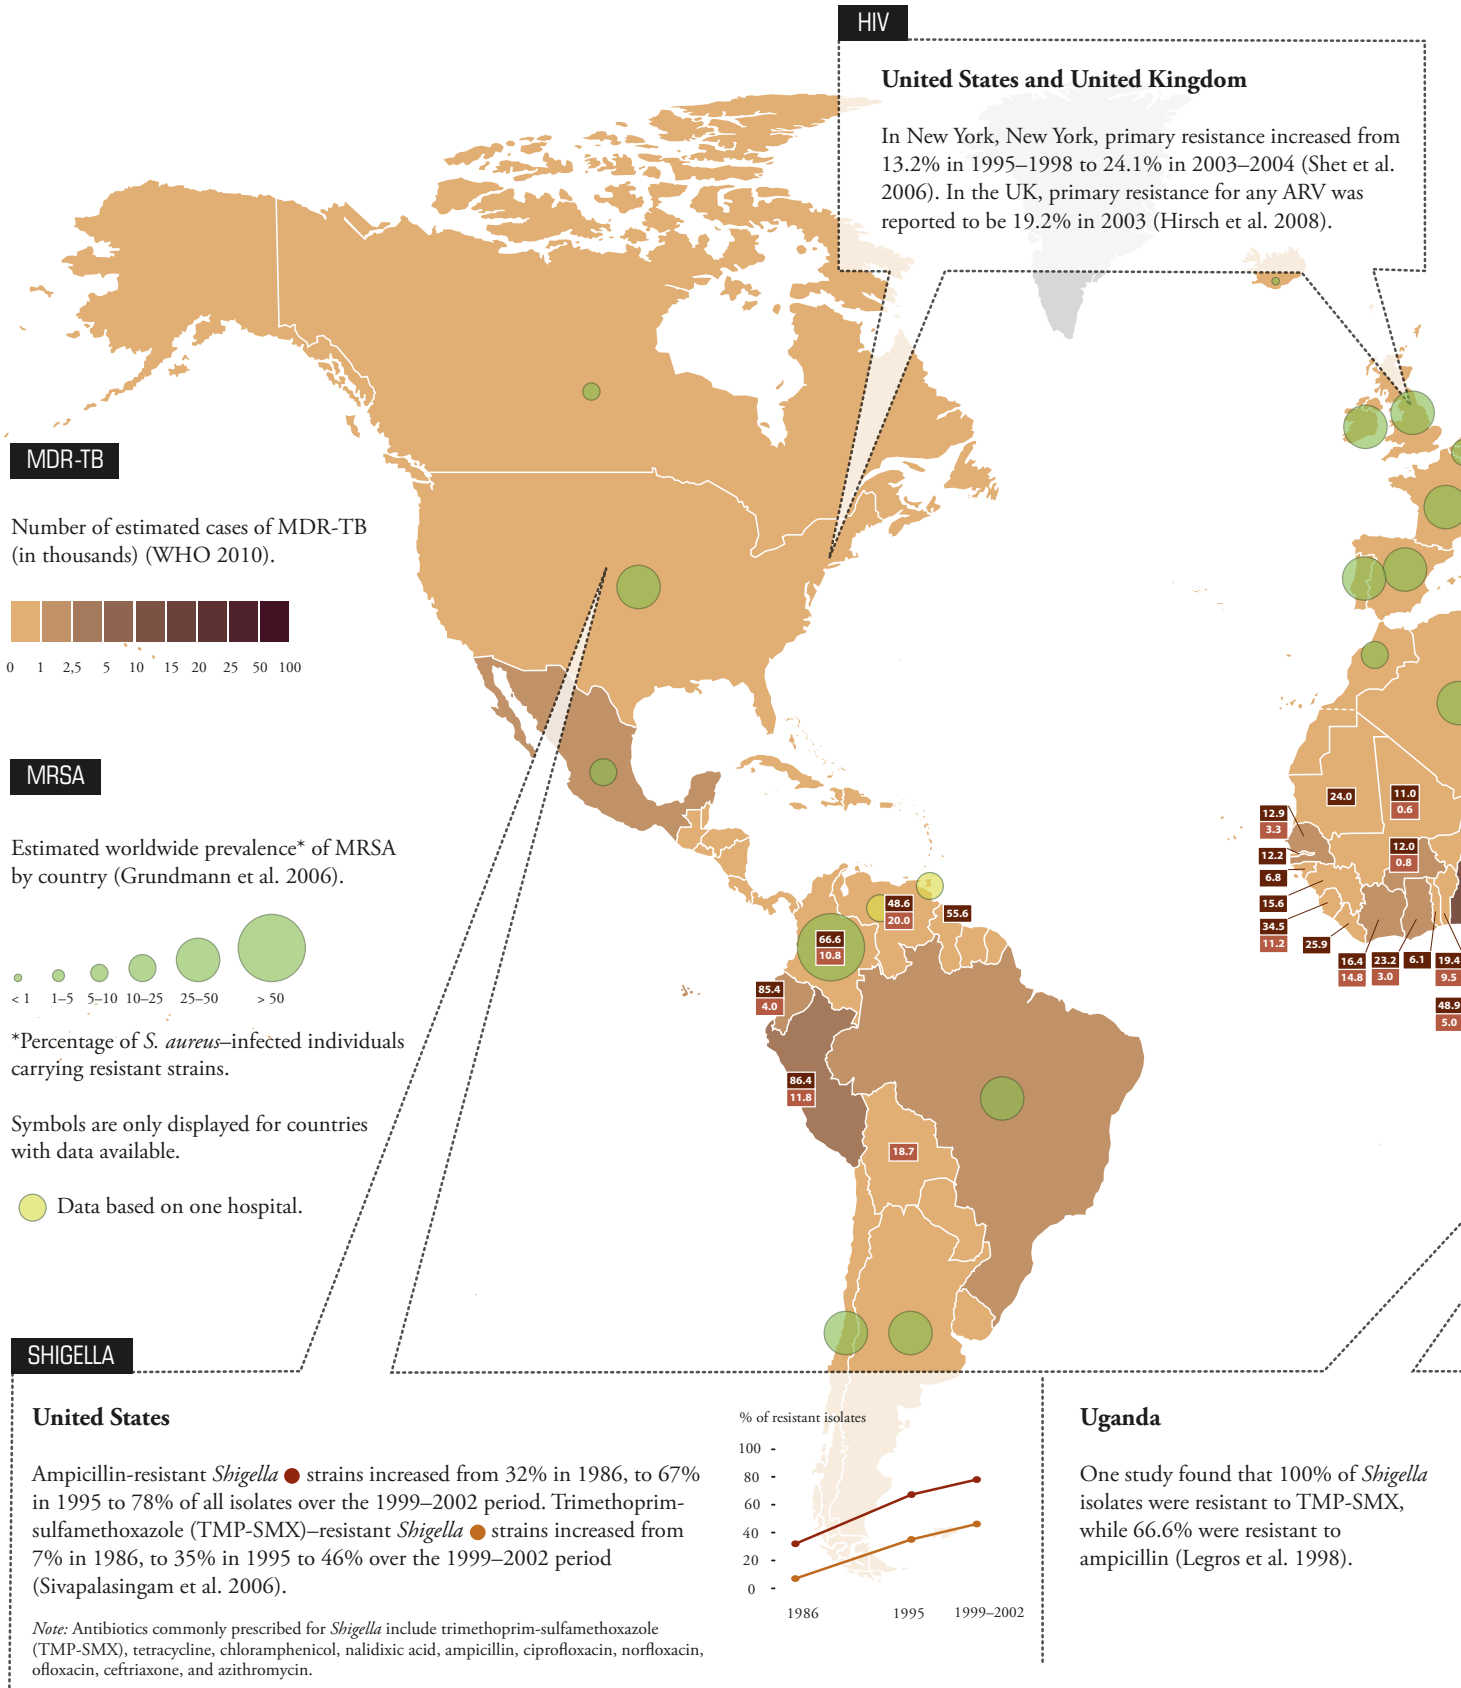 HIV
United States and United Kingdom
In New York, New York, primary resistance increased from
13.2% in 1995–1998 to 24.1% in 2003–2004 (Shet et al.
2006). In the UK, primary resistance for any ARV was
reported to be 19.2% in 2003 (Hirsch et al. 2008).
MDR-TB
Number of estimated cases of MDR-TB
(in thousands) (WHO 2010).
0 1 2,5 5 10 15 20 25 50 100
MRSA
Estimated worldwide prevalence* of MRSA
by country (Grundmann et al. 2006).
< 1 1–5 5–10 10–25 25–50 > 50
*Percentage of S. aureus–infected individuals
carrying resistant strains.
Symbols are only displayed for countries
with data available.
Data based on one hospital.
48.6
20.0
55.6
66.6
10.8
85.4
4.0
86.4
11.8
18.7
24.0
11.0
0.6
12.9
3.3
12.0
0.8
12.2
6.8
15.6
34.5
11.2
25.9
16.4
14.8
23.2
3.0
6.1
19.4
9.5
48.9
5.0
SHIGELLA
United States
Ampicillin-resistant Shigella strains increased from 32% in 1986, to 67%
in 1995 to 78% of all isolates over the 1999–2002 period. Trimethoprim-
sulfamethoxazole (TMP-SMX)–resistant Shigella strains increased from
7% in 1986, to 35% in 1995 to 46% over the 1999–2002 period
(Sivapalasingam et al. 2006).
Note: Antibiotics commonly prescribed for Shigella include trimethoprim-sulfamethoxazole
(TMP-SMX), tetracycline, chloramphenicol, nalidixic acid, ampicillin, ciprofloxacin, norfloxacin,
ofloxacin, ceftriaxone, and azithromycin.
% of resistant isolates
100
80
60
40
20
0
1986 1995 1999–2002
Uganda
One study found that 100% of Shigella
isolates were resistant to TMP-SMX,
while 66.6% were resistant to
ampicillin (Legros et al. 1998).